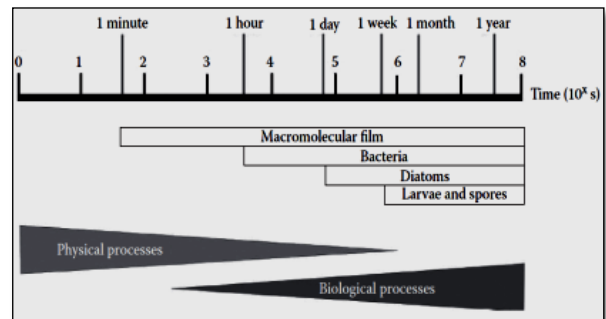 1 minute 1 hour 1 day 1 week 1 month 1 year
0 1 2 3 4 5 6 7 8
Time (10ˣ s)
Macromolecular film
Bacteria
Diatoms
Larvae and spores
Physical processes
Biological processes